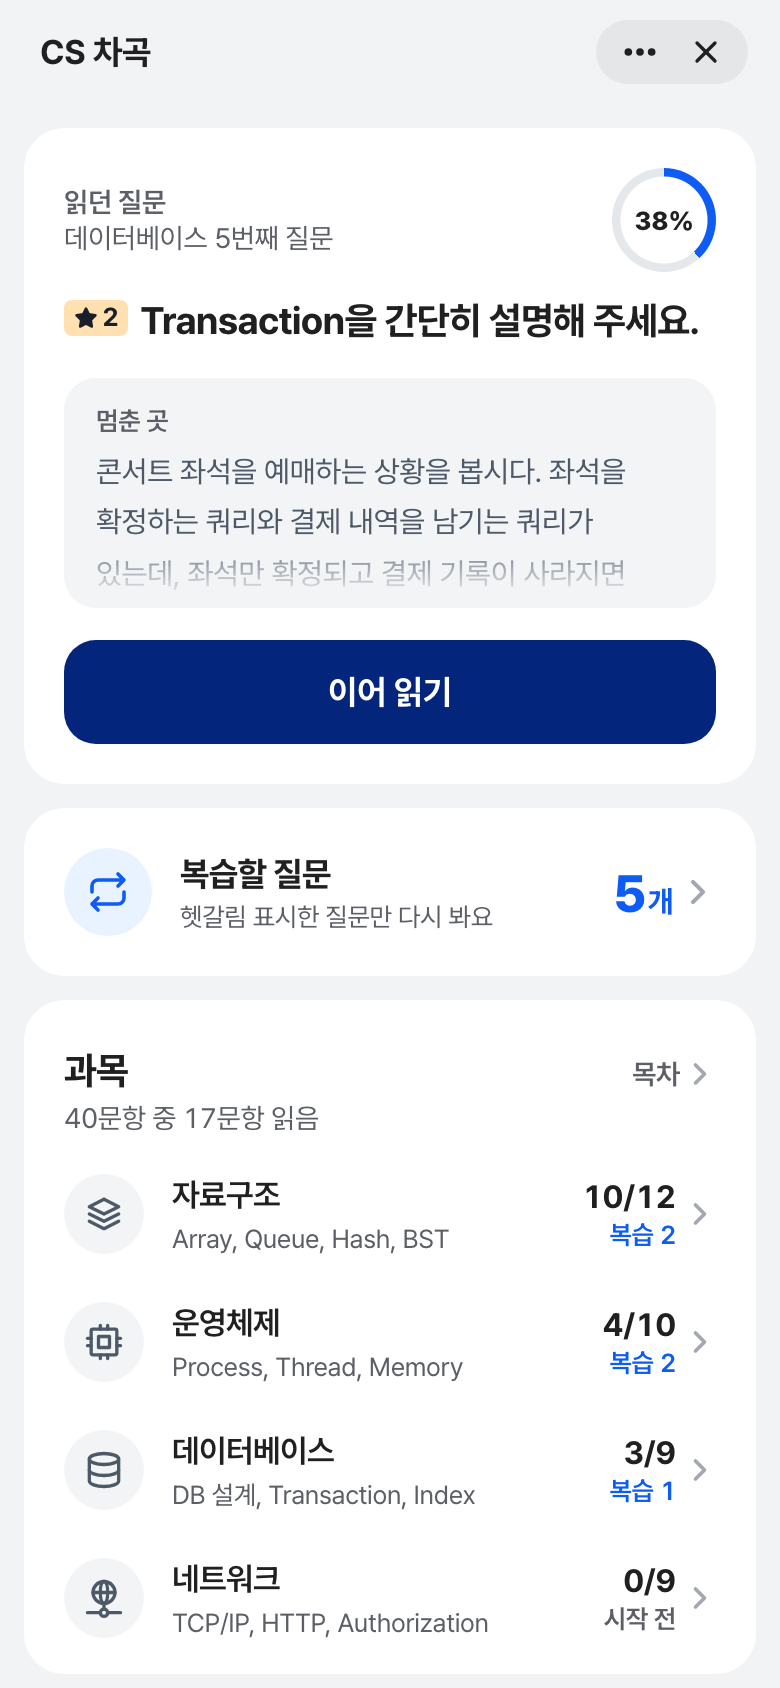 CS 차곡
읽던 질문
데이터베이스 5번째 질문
38%
★ 2 Transaction을 간단히 설명해 주세요.
멈춘 곳
콘서트 좌석을 예매하는 상황을 봅시다. 좌석을
확정하는 쿼리와 결제 내역을 남기는 쿼리가
있는데, 좌석만 확정되고 결제 기록이 사라지면
이어 읽기
복습할 질문
헷갈림 표시한 질문만 다시 봐요
5개
과목
목차
40문항 중 17문항 읽음
자료구조
Array, Queue, Hash, BST
10/12
복습 2
운영체제
Process, Thread, Memory
4/10
복습 2
데이터베이스
DB 설계, Transaction, Index
3/9
복습 1
네트워크
TCP/IP, HTTP, Authorization
0/9
시작 전